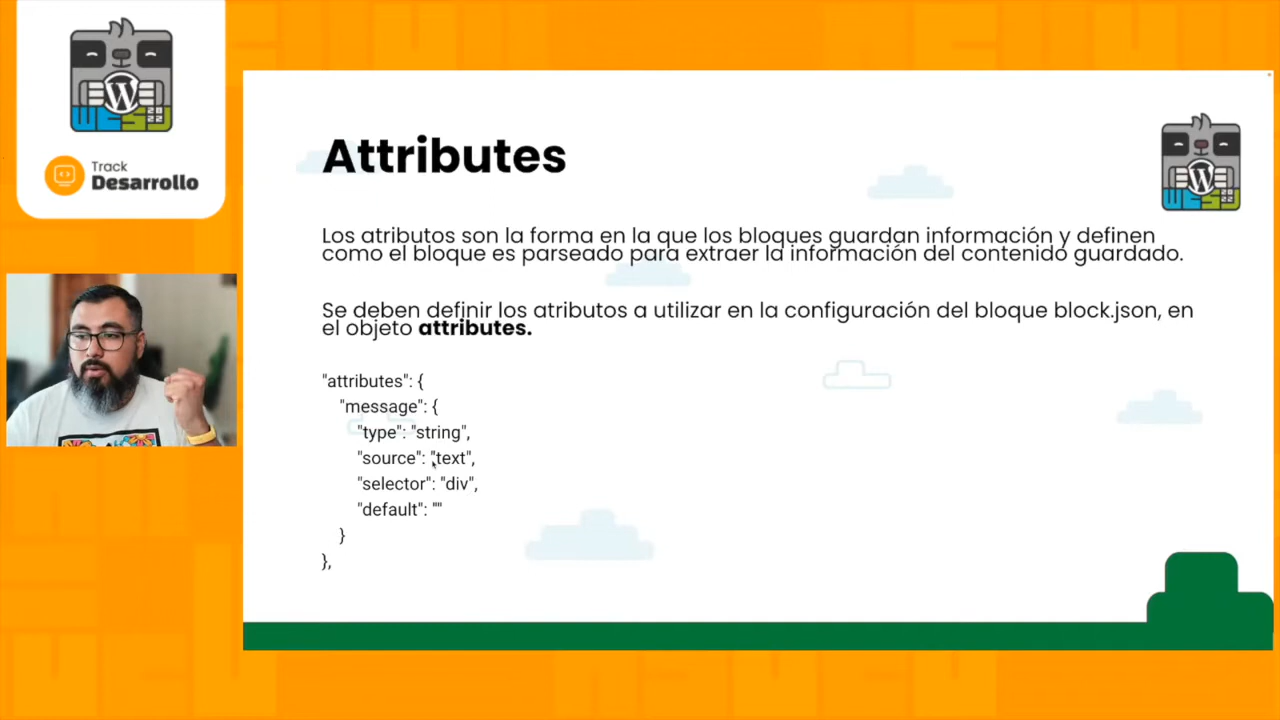 WESP
2022
Track
Desarrollo
Attributes
Los atributos son la forma en la que los bloques guardan información y definen
como el bloque es parseado para extraer la información del contenido guardado.
Se deben definir los atributos a utilizar en la configuración del bloque block.json, en
el objeto attributes.
"attributes": {
"message": {
"type": "string",
"source": "text",
"selector": "div",
"default": ""
}
},